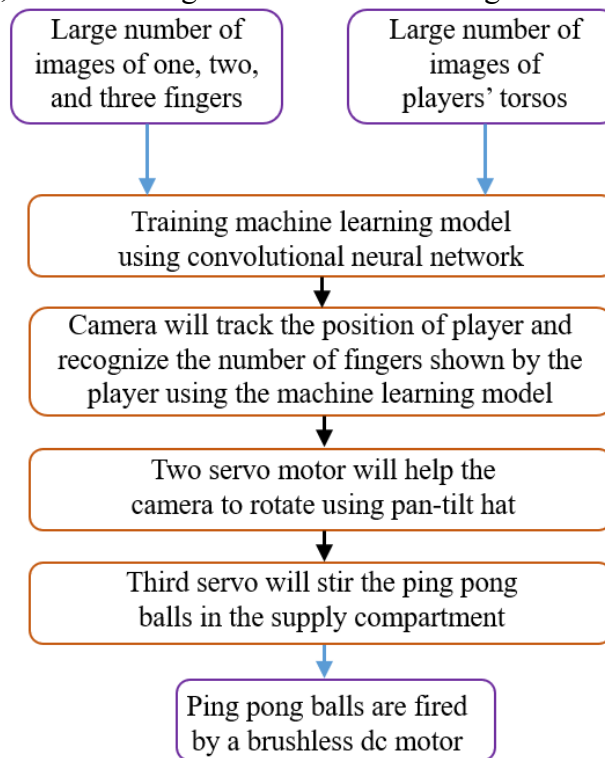 Large number of
images of one, two,
and three fingers
Large number of
images of
players’ torsos
Training machine learning model
using convolutional neural network
Camera will track the position of player and
recognize the number of fingers shown by the
player using the machine learning model
Two servo motor will help the
camera to rotate using pan-tilt hat
Third servo will stir the ping pong
balls in the supply compartment
Ping pong balls are fired
by a brushless dc motor